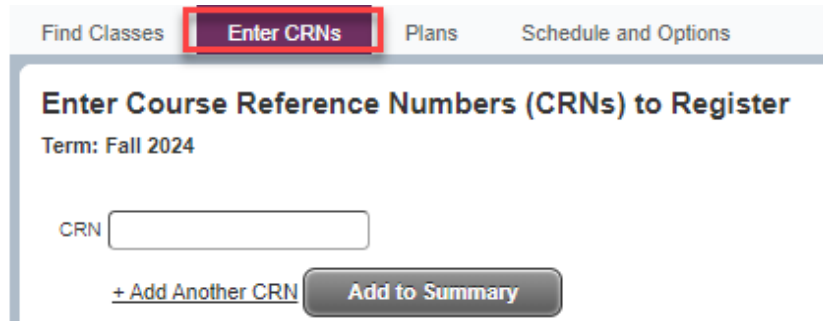 Find Classes Enter CRNs Plans Schedule and Options
Enter Course Reference Numbers (CRNs) to Register
Term: Fall 2024
CRN
+ Add Another CRN Add to Summary